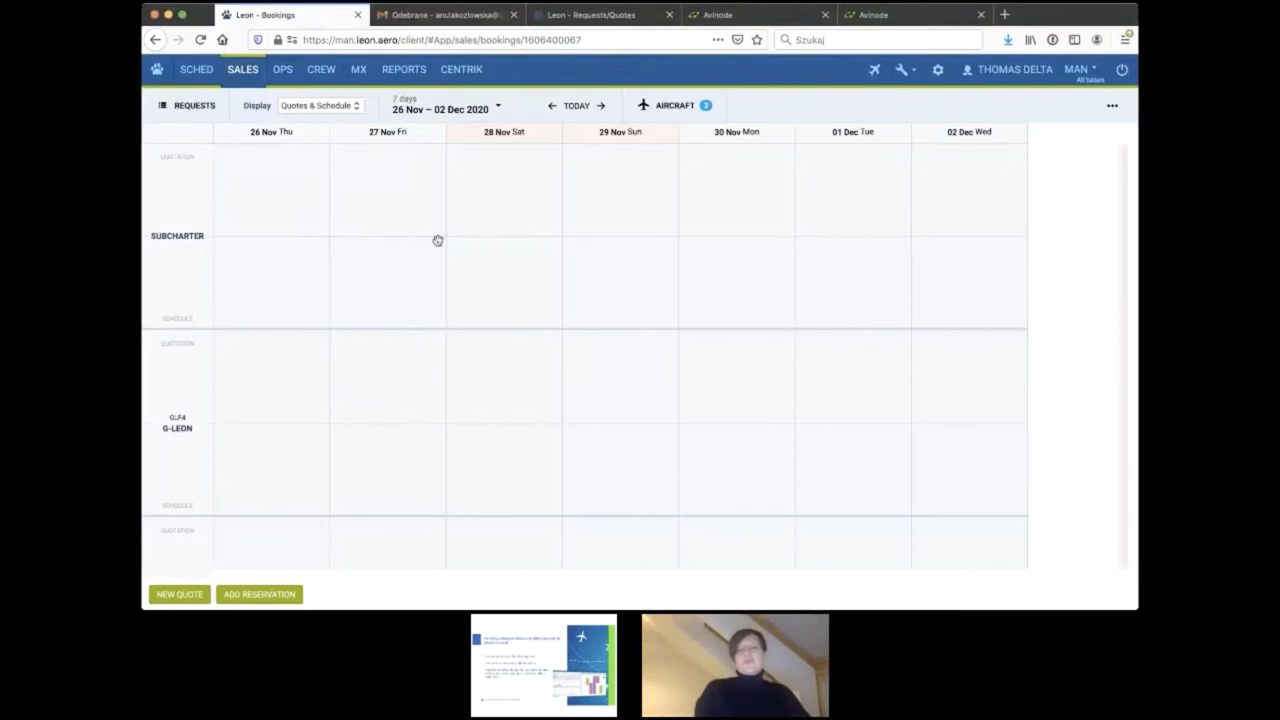 Leon - Bookings
Leon - Requests/Quotes
Avinode
Avinode
https://man.leon.aero/client/#App/sales/bookings/1606400067
Szukaj
SCHED SALES OPS CREW MX REPORTS CENTRIK
THOMAS DELTA MAN
All bases
REQUESTS Display Quotes & Schedule
7 days
26 Nov – 02 Dec 2020
TODAY
AIRCRAFT 3
26 Nov Thu 27 Nov Fri 28 Nov Sat 29 Nov Sun 30 Nov Mon 01 Dec Tue 02 Dec Wed
QUOTATION
SUBCHARTER
SCHEDULE
QUOTATION
GLF4
G-LEON
SCHEDULE
QUOTATION
NEW QUOTE ADD RESERVATION